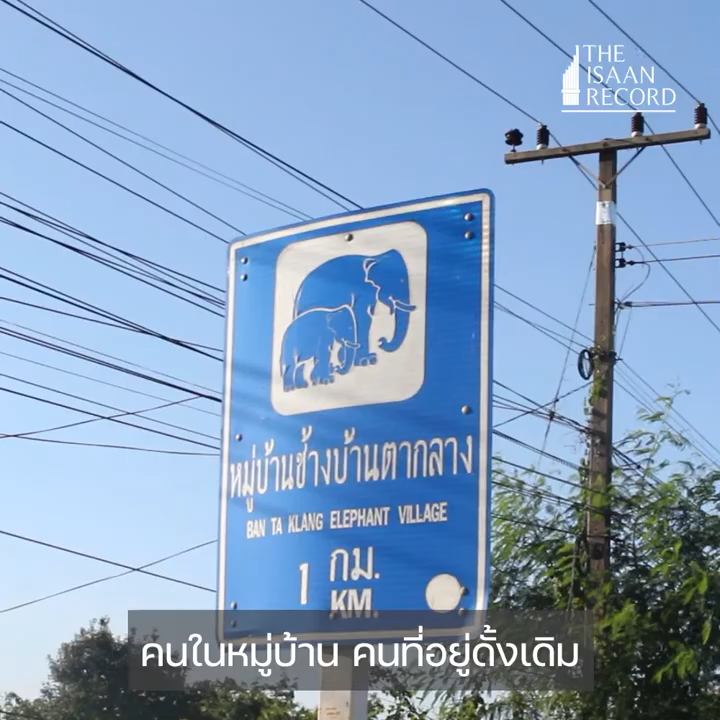 THE
ISAAN
RECORD
หมู่บ้านช้างบ้านตากลาง
BAN TA KLANG ELEPHANT VILLAGE
1 กม.
KM.
คนในหมู่บ้าน คนที่อยู่ดั้งเดิม